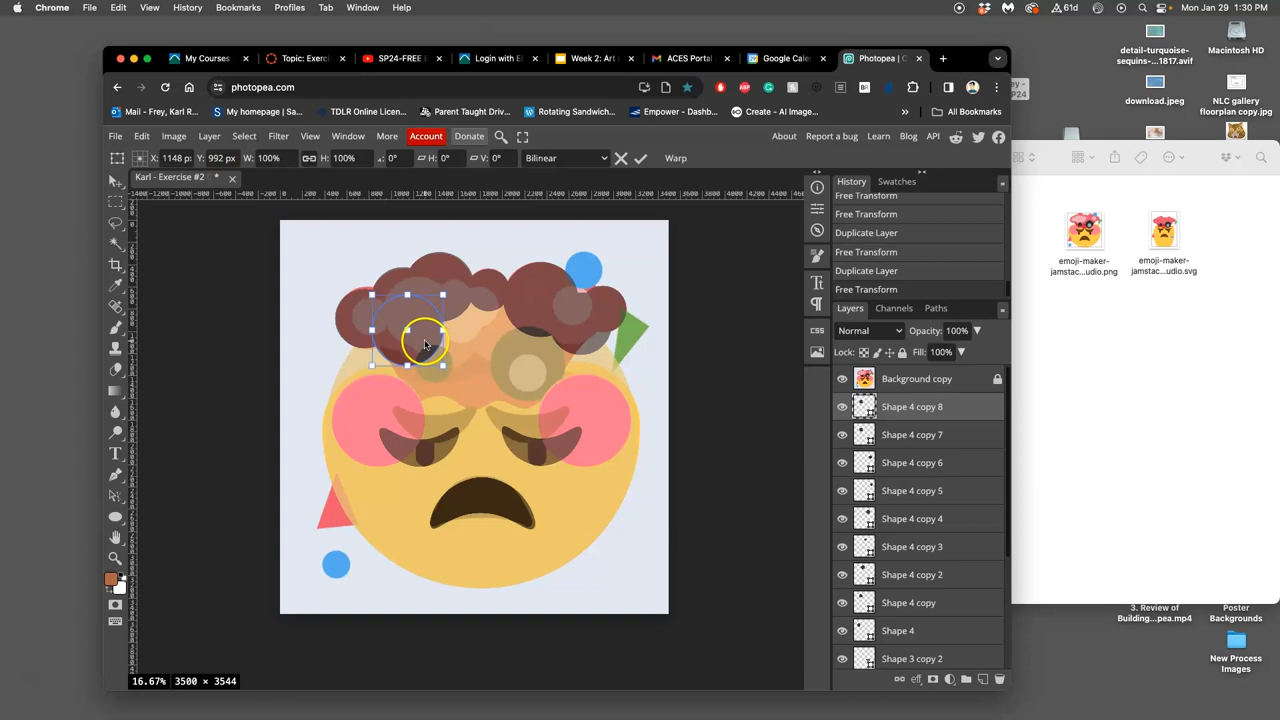 Chrome File Edit View History Bookmarks Profiles Tab Window Help 61d Mon Jan 29 1:30 PM
My Courses Topic: Exerci SP24-FREE E Login with El Week 2: Art ACES Portal Google Cale Photopea | O
photopea.com
Mail - Frey, Karl R... my homepage | Sa... TDLR Online Licen... Parent Taught Driv... Rotating Sandwich... Empower - Dashb... Create - AI Image... All Bookmarks
File Edit Image Layer Select Filter View Window More Account Donate About Report a bug Learn Blog API
X: 1148 p: Y: 992 px W: 100% H: 100% 0° H: 0° V: 0° Bilinear Warp
Karl - Exercise #2 *
History Swatches
Free Transform
Free Transform
Duplicate Layer
Free Transform
Duplicate Layer
Free Transform
Layers Channels Paths
Normal Opacity: 100%
Lock: Fill: 100%
Background copy
Shape 4 copy 8
Shape 4 copy 7
Shape 4 copy 6
Shape 4 copy 5
Shape 4 copy 4
Shape 4 copy 3
Shape 4 copy 2
Shape 4 copy
Shape 4
Shape 3 copy 2
CSS
eff
16.67% 3500 × 3544
detail-turquoise-
sequins-...1817.avif
Macintosh HD
download.jpeg
NLC gallery
floorplan copy.jpg
emoji-maker-
jamstac...udio.png
emoji-maker-
jamstac...udio.svg
3. Review of
Building...pea.mp4
Poster
Backgrounds
New Process
Images